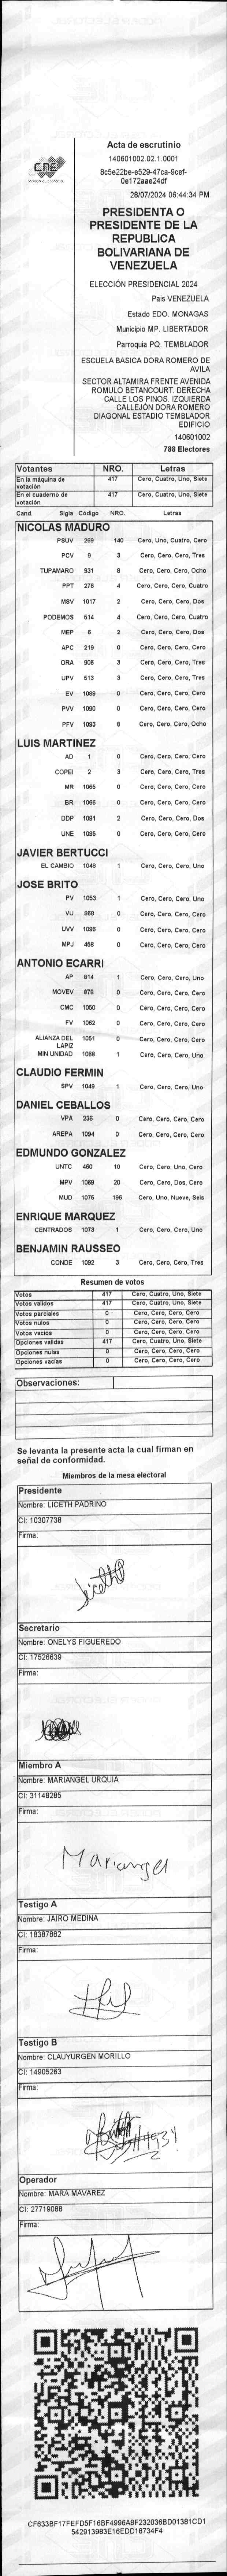 CNE
Acta de escrutinio
140601002.02.1.0001
8c5e22be-e529-47ca-9cef-
0e172aae24df
28/07/2024 06:44:34 PM
PRESIDENTA O
PRESIDENTE DE LA
REPUBLICA
BOLIVARIANA DE
VENEZUELA
ELECCIÓN PRESIDENCIAL 2024
Pais VENEZUELA
Estado EDO. MONAGAS
Municipio MP. LIBERTADOR
Parroquia PQ. TEMBLADOR
ESCUELA BASICA DORA ROMERO DE
AVILA
SECTOR ALTAMIRA FRENTE AVENIDA
ROMULO BETANCOURT. DERECHA
CALLE LOS PINOS. IZQUIERDA
CALLEJON DORA ROMERO
DIAGONAL ESTADIO TEMBLADOR
EDIFICIO
140601002
788 Electores
Votantes NRO. Letras
En la máquina de votación 417 Cero, Cuatro, Uno, Siete
En el cuaderno de votación 417 Cero, Cuatro, Uno, Siete
Cand. Sigla Código NRO. Letras
NICOLAS MADURO
PSUV 269 140 Cero, Uno, Cuatro, Cero
PCV 9 3 Cero, Cero, Cero, Tres
TUPAMARO 931 8 Cero, Cero, Cero, Ocho
PPT 276 4 Cero, Cero, Cero, Cuatro
MSV 1017 2 Cero, Cero, Cero, Dos
PODEMOS 514 4 Cero, Cero, Cero, Cuatro
MEP 6 2 Cero, Cero, Cero, Dos
APC 219 0 Cero, Cero, Cero, Cero
ORA 906 3 Cero, Cero, Cero, Tres
UPV 513 3 Cero, Cero, Cero, Tres
EV 1089 0 Cero, Cero, Cero, Cero
PVV 1090 0 Cero, Cero, Cero, Cero
PFV 1093 8 Cero, Cero, Cero, Ocho
LUIS MARTINEZ
AD 1 0 Cero, Cero, Cero, Cero
COPEI 2 3 Cero, Cero, Cero, Tres
MR 1065 0 Cero, Cero, Cero, Cero
BR 1066 0 Cero, Cero, Cero, Cero
DDP 1091 2 Cero, Cero, Cero, Dos
UNE 1095 0 Cero, Cero, Cero, Cero
JAVIER BERTUCCI
EL CAMBIO 1048 1 Cero, Cero, Cero, Uno
JOSE BRITO
PV 1053 1 Cero, Cero, Cero, Uno
VU 868 0 Cero, Cero, Cero, Cero
UVV 1096 0 Cero, Cero, Cero, Cero
MPJ 458 0 Cero, Cero, Cero, Cero
ANTONIO ECARRI
AP 814 1 Cero, Cero, Cero, Uno
MOVEV 878 0 Cero, Cero, Cero, Cero
CMC 1050 0 Cero, Cero, Cero, Cero
FV 1062 0 Cero, Cero, Cero, Cero
ALIANZA DEL LAPIZ 1051 0 Cero, Cero, Cero, Cero
MIN UNIDAD 1068 1 Cero, Cero, Cero, Uno
CLAUDIO FERMIN
SPV 1049 1 Cero, Cero, Cero, Uno
DANIEL CEBALLOS
VPA 236 0 Cero, Cero, Cero, Cero
AREPA 1094 0 Cero, Cero, Cero, Cero
EDMUNDO GONZALEZ
UNTC 460 10 Cero, Cero, Uno, Cero
MPV 1069 20 Cero, Cero, Dos, Cero
MUD 1075 196 Cero, Uno, Nueve, Seis
ENRIQUE MARQUEZ
CENTRADOS 1073 1 Cero, Cero, Cero, Uno
BENJAMIN RAUSSEO
CONDE 1092 3 Cero, Cero, Cero, Tres
Resumen de votos
Votos 417 Cero, Cuatro, Uno, Siete
Votos validos 417 Cero, Cuatro, Uno, Siete
Votos parciales 0 Cero, Cero, Cero, Cero
Votos nulos 0 Cero, Cero, Cero, Cero
Votos vacios 0 Cero, Cero, Cero, Cero
Opciones validas 417 Cero, Cuatro, Uno, Siete
Opciones nulas 0 Cero, Cero, Cero, Cero
Opciones vacias 0 Cero, Cero, Cero, Cero
Observaciones:
Se levanta la presente acta la cual firman en
señal de conformidad.
Miembros de la mesa electoral
Presidente
Nombre: LICETH PADRINO
CI: 10307738
Firma:
Liceth
Secretario
Nombre: ONELYS FIGUEREDO
CI: 17526639
Firma:
Miembro A
Nombre: MARIANGEL URQUIA
CI: 31148285
Firma:
Mariangel
Testigo A
Nombre: JAIRO MEDINA
CI: 18387882
Firma:
Testigo B
Nombre: CLAUYURGEN MORILLO
CI: 14905263
Firma:
Operador
Nombre: MARA MAVAREZ
CI: 27719088
Firma:
CF633BF17FEFD5F16BF4996ABF232036BD01381CD1
542913983E16EDD18734F4